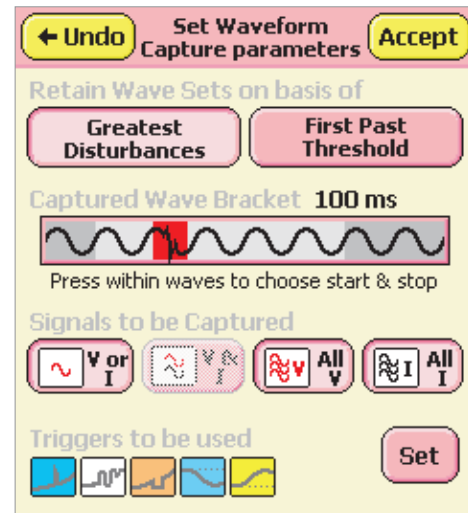 ← Undo
Set Waveform
Capture parameters
Accept
Retain Wave Sets on basis of
Greatest
Disturbances
First Past
Threshold
Captured Wave Bracket 100 ms
Press within waves to choose start & stop
Signals to be Captured
V or
I
V &
I
V
All
V
I
All
I
Triggers to be used
Set